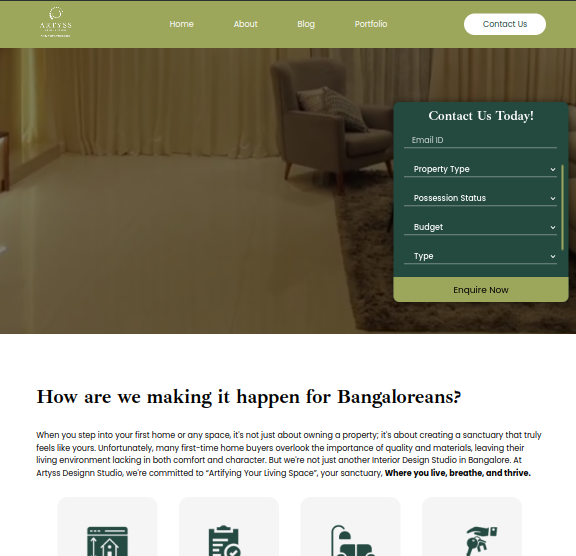 ARTYSS
Home
About
Blog
Portfolio
Contact Us
Contact Us Today!
Email ID
Property Type
Possession Status
Budget
Type
Enquire Now
How are we making it happen for Bangaloreans?
When you step into your first home or any space, it's not just about owning a property; it's about creating a sanctuary that truly
feels like yours. Unfortunately, many first-time home buyers overlook the importance of quality and materials, leaving their
living environment lacking in both comfort and character. But we're not just another Interior Design Studio in Bangalore. At
Artyss Designn Studio, we're committed to "Artifying Your Living Space", your sanctuary, Where you live, breathe, and thrive.